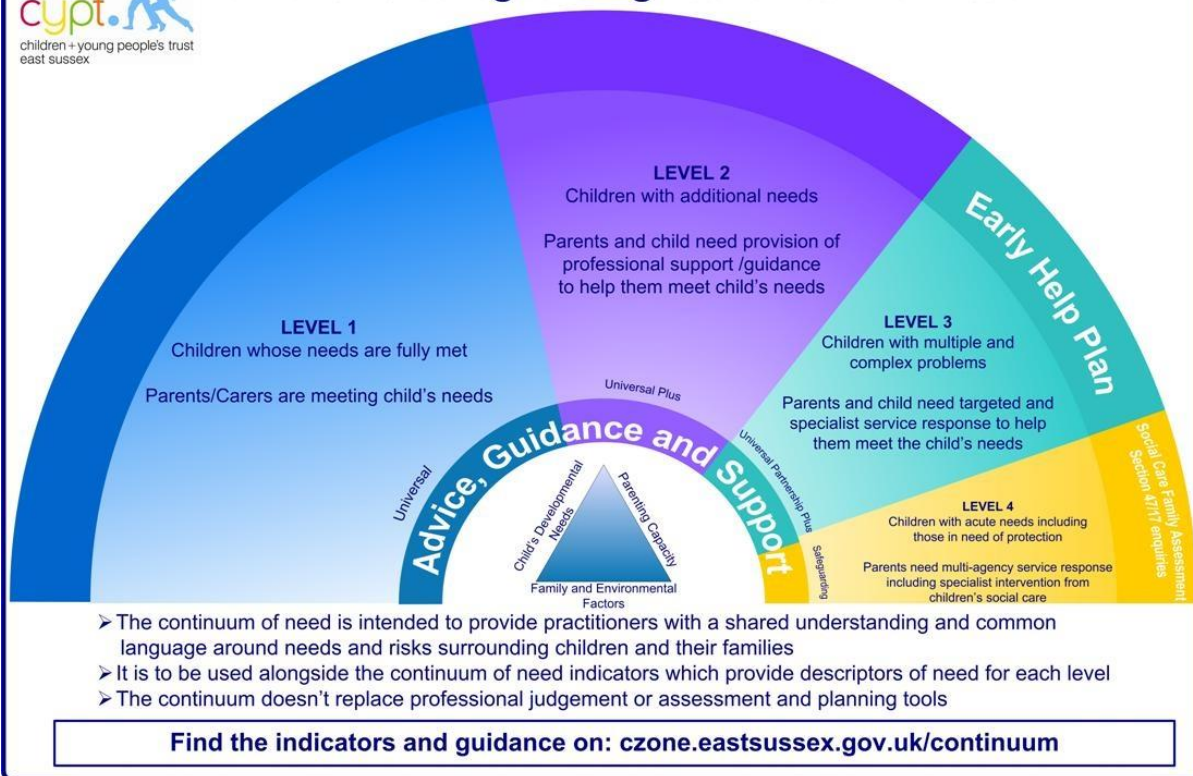 cypt.
children + young people's trust
east sussex
LEVEL 1
Children whose needs are fully met
Parents/Carers are meeting child's needs
LEVEL 2
Children with additional needs
Parents and child need provision of
professional support /guidance
to help them meet child's needs
LEVEL 3
Children with multiple and
complex problems
Parents and child need targeted and
specialist service response to help
them meet the child's needs
LEVEL 4
Children with acute needs including
those in need of protection
Parents need multi-agency service response
including specialist intervention from
children's social care
Early Help Plan
Social Care Family Assessment
Section 47/17 enquiries
Universal
Universal Plus
Universal Partnership Plus
Safeguarding
Advice, Guidance and Support
Child's Developmental
Needs
Parenting Capacity
Family and Environmental
Factors
➢ The continuum of need is intended to provide practitioners with a shared understanding and common
language around needs and risks surrounding children and their families
➢ It is to be used alongside the continuum of need indicators which provide descriptors of need for each level
➢ The continuum doesn't replace professional judgement or assessment and planning tools
Find the indicators and guidance on: czone.eastsussex.gov.uk/continuum